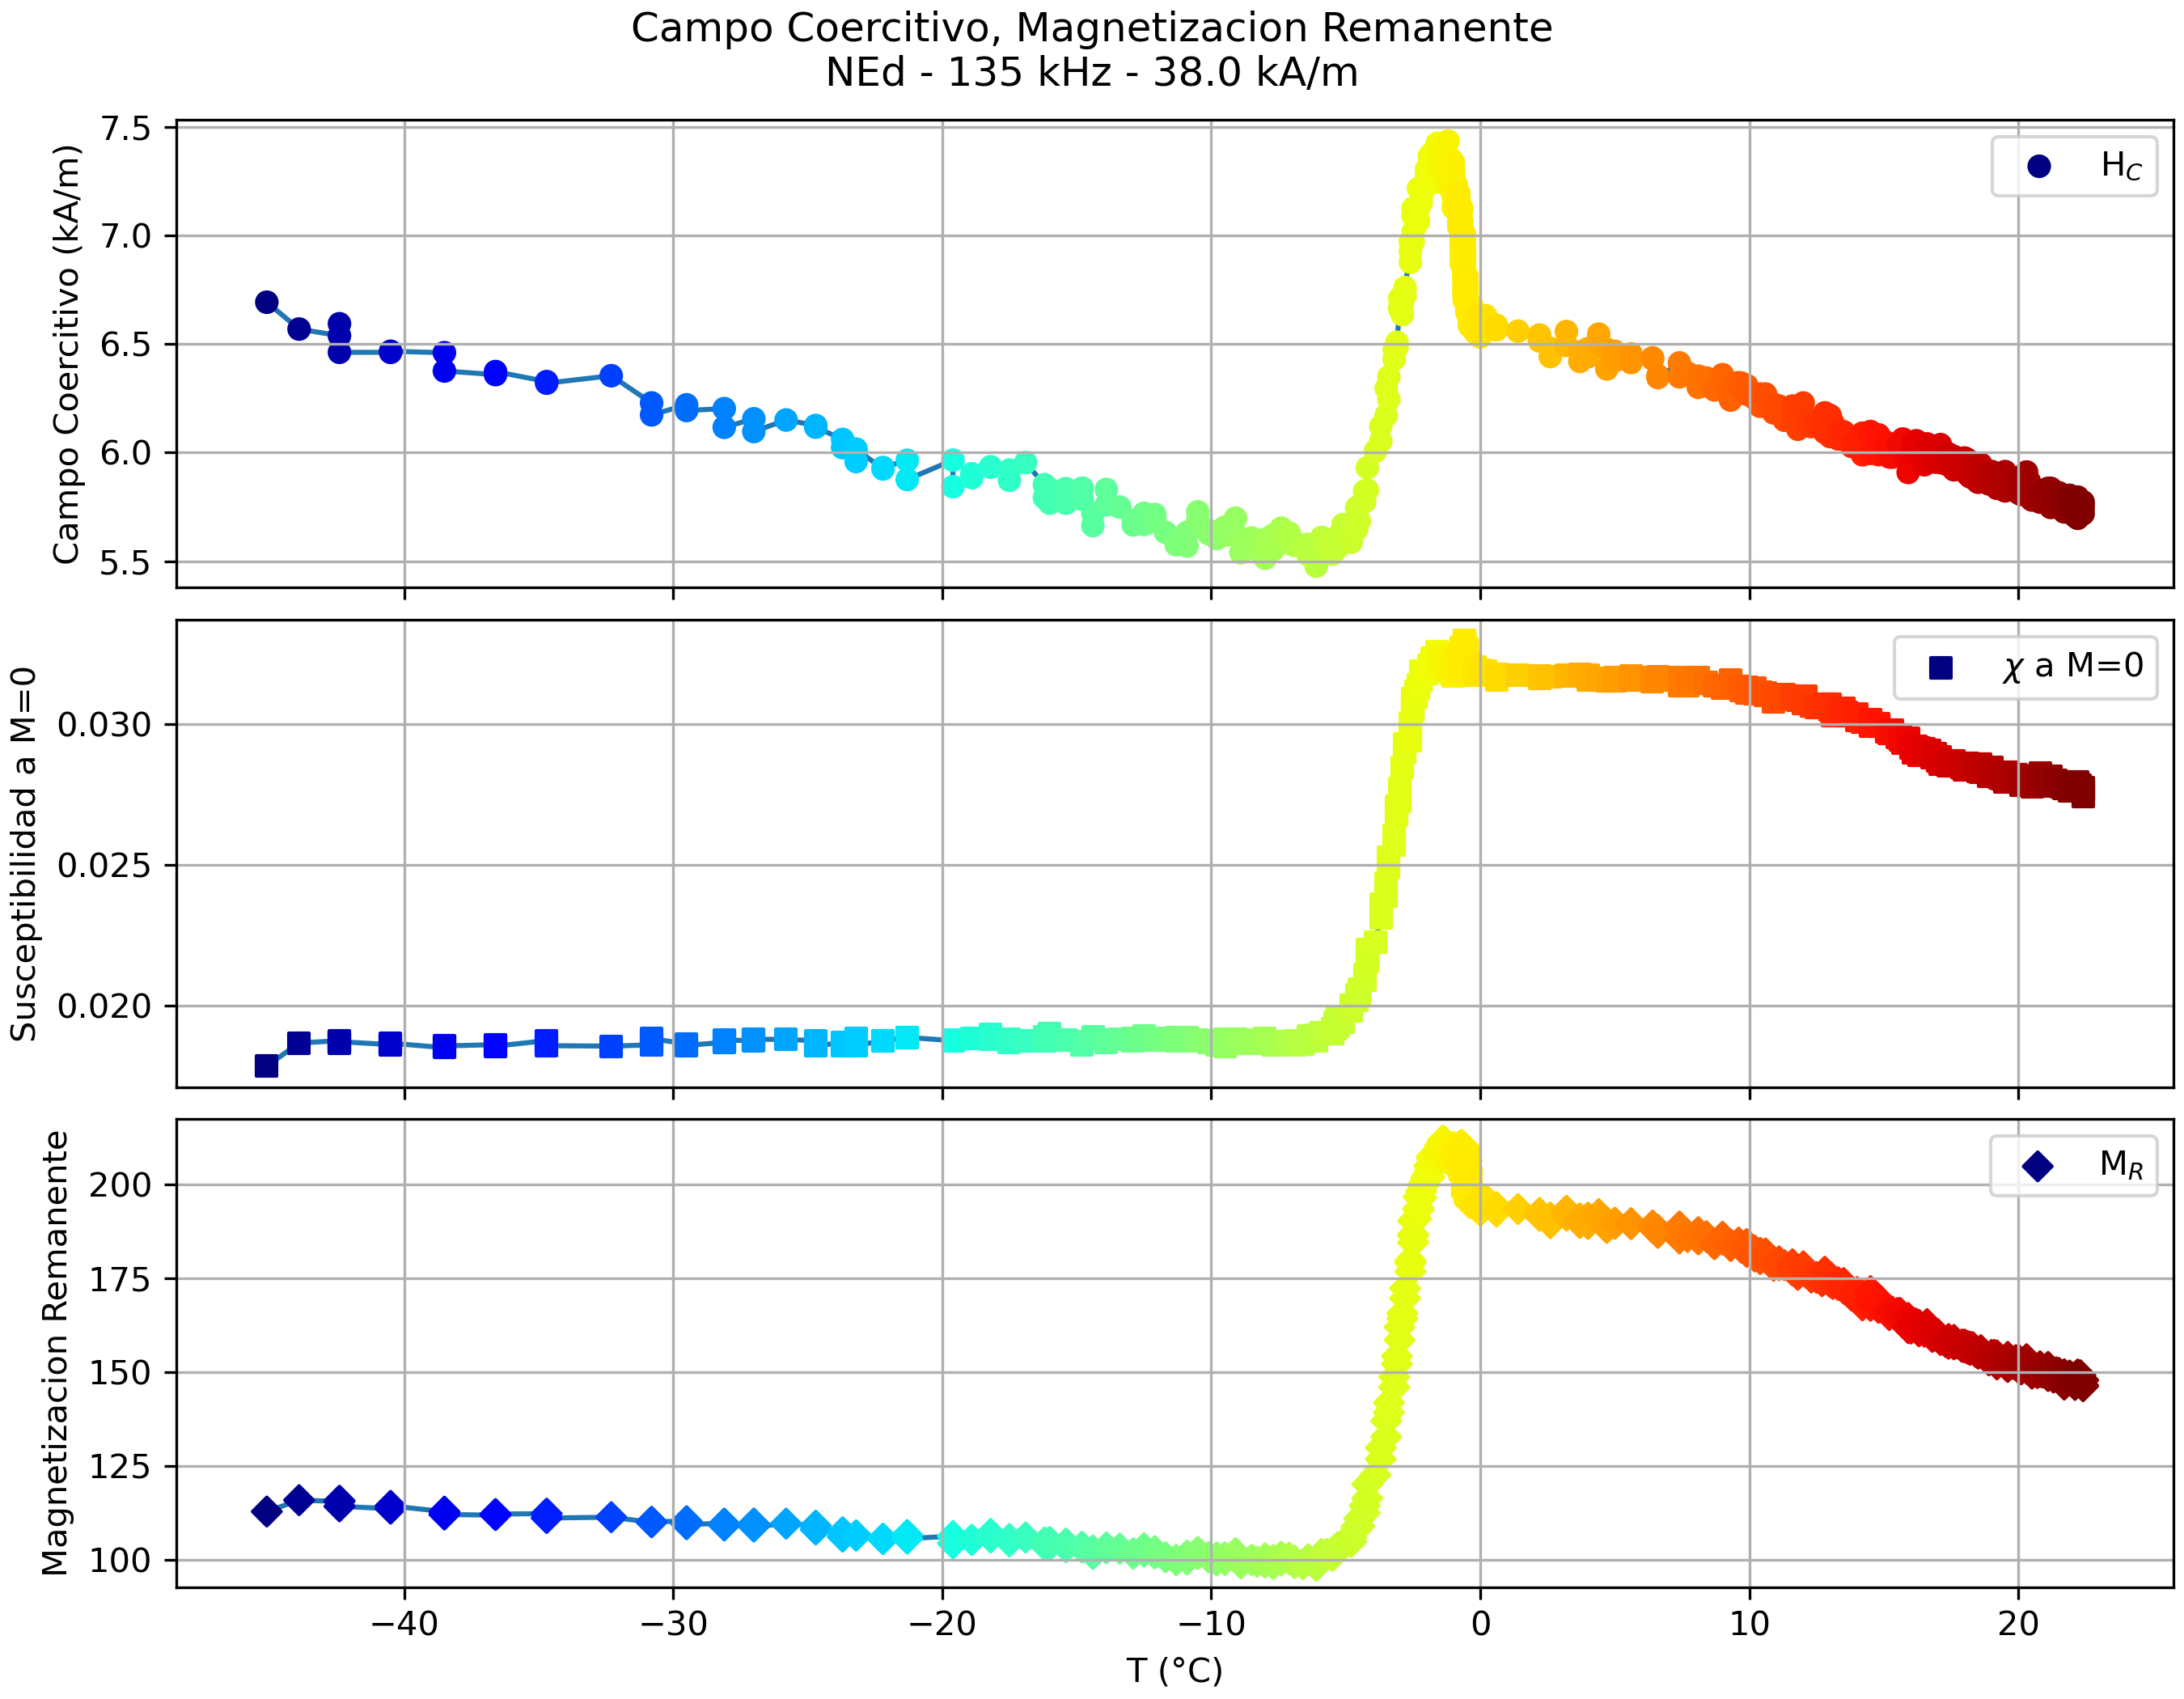 Campo Coercitivo, Magnetizacion Remanente
NEd - 135 kHz - 38.0 kA/m
Campo Coercitivo (kA/m)
7.5
7.0
6.5
6.0
5.5
H_C
Susceptibilidad a M=0
0.030
0.025
0.020
χ a M=0
Magnetizacion Remanente
200
175
150
125
100
M_R
−40 −30 −20 −10 0 10 20
T (°C)